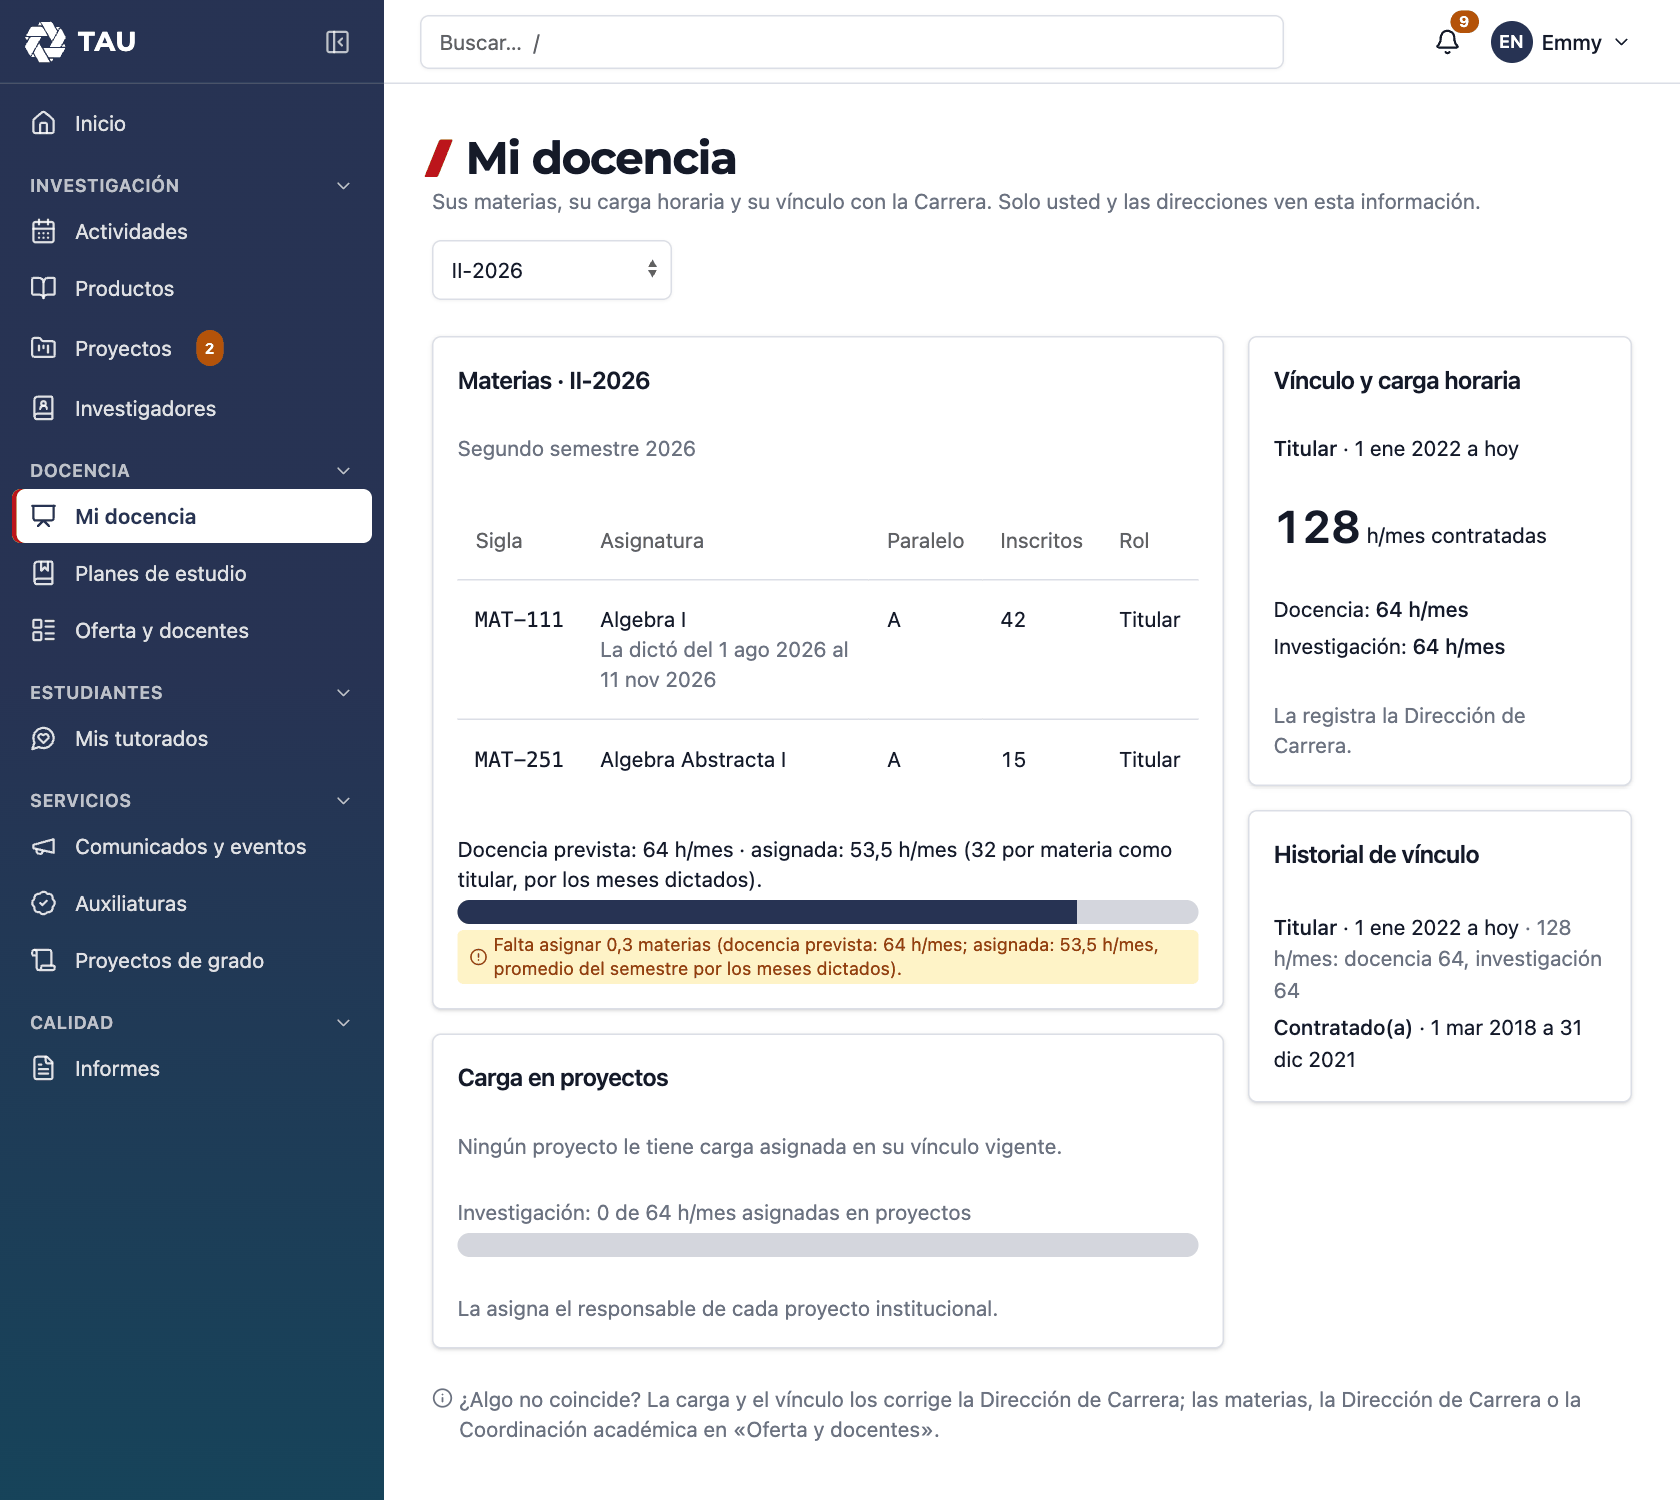 TAU
Buscar... /
9
EN Emmy
Inicio
INVESTIGACIÓN
Actividades
Productos
Proyectos 2
Investigadores
DOCENCIA
Mi docencia
Planes de estudio
Oferta y docentes
ESTUDIANTES
Mis tutorados
SERVICIOS
Comunicados y eventos
Auxiliaturas
Proyectos de grado
CALIDAD
Informes
Mi docencia
Sus materias, su carga horaria y su vínculo con la Carrera. Solo usted y las direcciones ven esta información.
II-2026
Materias · II-2026
Segundo semestre 2026
Sigla Asignatura Paralelo Inscritos Rol
MAT-111 Algebra I A 42 Titular
La dictó del 1 ago 2026 al
11 nov 2026
MAT-251 Algebra Abstracta I A 15 Titular
Docencia prevista: 64 h/mes · asignada: 53,5 h/mes (32 por materia como
titular, por los meses dictados).
Falta asignar 0,3 materias (docencia prevista: 64 h/mes; asignada: 53,5 h/mes,
promedio del semestre por los meses dictados).
Carga en proyectos
Ningún proyecto le tiene carga asignada en su vínculo vigente.
Investigación: 0 de 64 h/mes asignadas en proyectos
La asigna el responsable de cada proyecto institucional.
Vínculo y carga horaria
Titular · 1 ene 2022 a hoy
128 h/mes contratadas
Docencia: 64 h/mes
Investigación: 64 h/mes
La registra la Dirección de
Carrera.
Historial de vínculo
Titular · 1 ene 2022 a hoy · 128
h/mes: docencia 64, investigación
64
Contratado(a) · 1 mar 2018 a 31
dic 2021
¿Algo no coincide? La carga y el vínculo los corrige la Dirección de Carrera; las materias, la Dirección de Carrera o la
Coordinación académica en «Oferta y docentes».